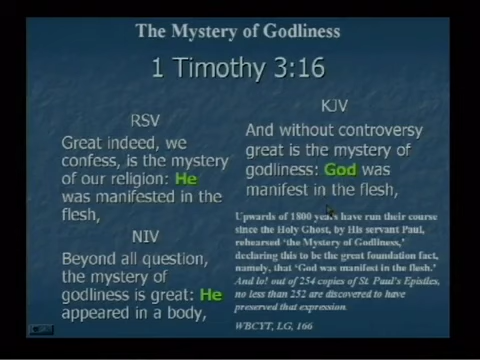 The Mystery of Godliness
1 Timothy 3:16
RSV
Great indeed, we
confess, is the mystery
of our religion: He
was manifested in the
flesh,
NIV
Beyond all question,
the mystery of
godliness is great: He
appeared in a body,
KJV
And without controversy
great is the mystery of
godliness: God was
manifest in the flesh,
Upwards of 1800 years have run their course
since the Holy Ghost, by His servant Paul,
rehearsed ‘the Mystery of Godliness,’
declaring this to be the great foundation fact,
namely, that ‘God was manifest in the flesh.’
And lo! out of 254 copies of St. Paul's Epistles,
no less than 252 are discovered to have
preserved that expression.
WBCYT, LG, 166